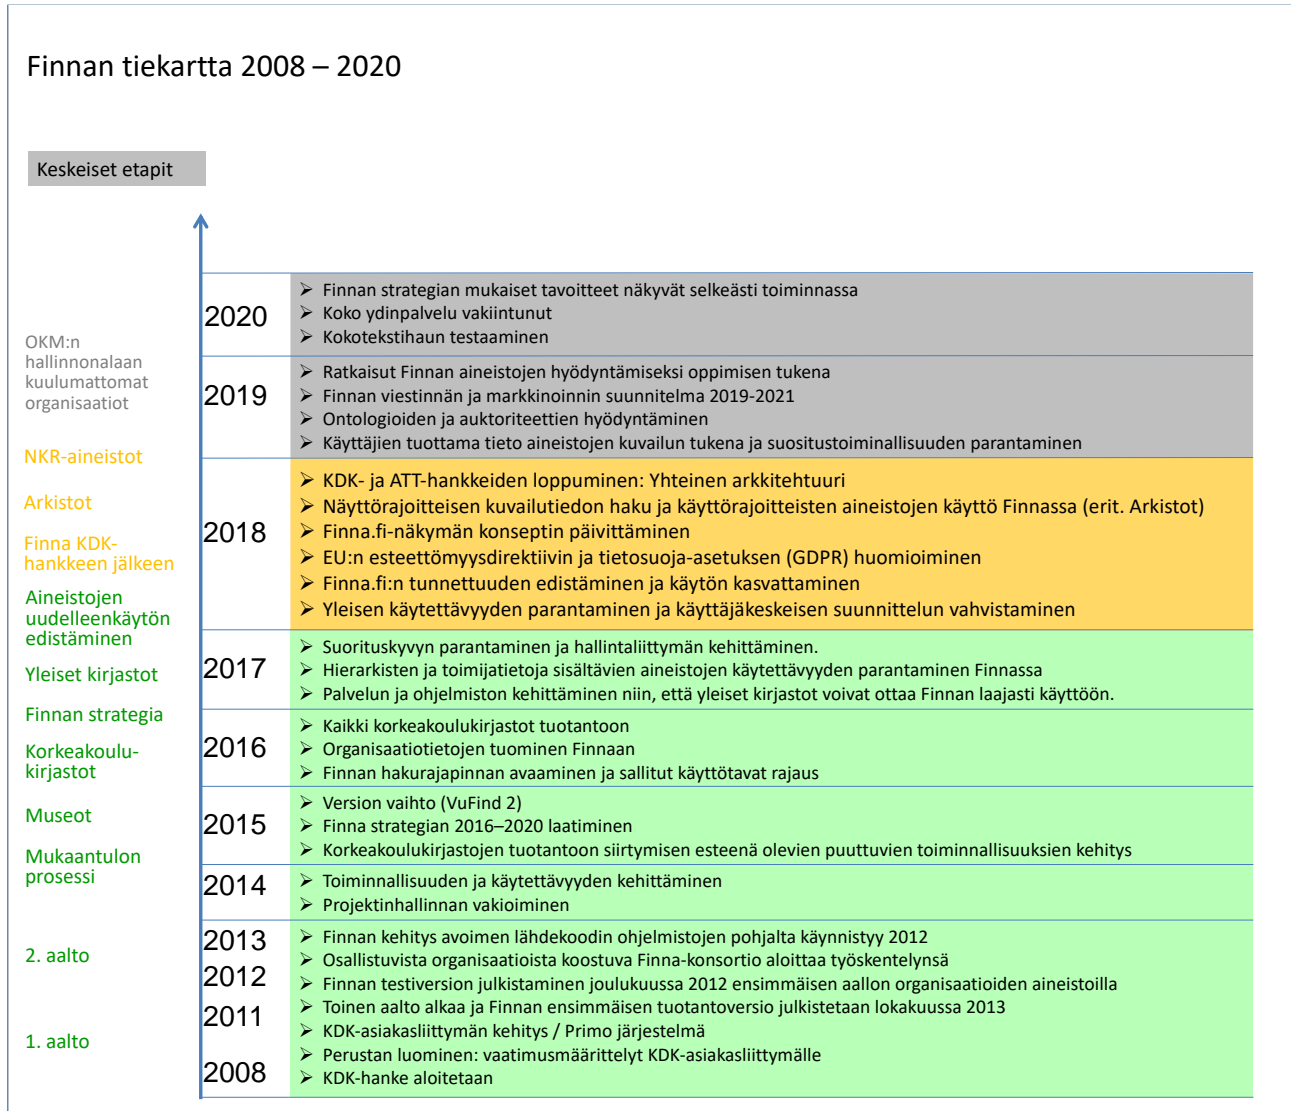 Finnan tiekartta 2008 – 2020
Keskeiset etapit
OKM:n
hallinnonalaan
kuulumattomat
organisaatiot
NKR-aineistot
Arkistot
Finna KDK-
hankkeen jälkeen
Aineistojen
uudelleenkäytön
edistäminen
Yleiset kirjastot
Finnan strategia
Korkeakoulu-
kirjastot
Museot
Mukaantulon
prosessi
2. aalto
1. aalto
2020
➢ Finnan strategian mukaiset tavoitteet näkyvät selkeästi toiminnassa
➢ Koko ydinpalvelu vakiintunut
➢ Kokotekstihaun testaaminen
2019
➢ Ratkaisut Finnan aineistojen hyödyntämiseksi oppimisen tukena
➢ Finnan viestinnän ja markkinoinnin suunnitelma 2019-2021
➢ Ontologioiden ja auktoriteettien hyödyntäminen
➢ Käyttäjien tuottama tieto aineistojen kuvailun tukena ja suositustoiminallisuuden parantaminen
2018
➢ KDK- ja ATT-hankkeiden loppuminen: Yhteinen arkkitehtuuri
➢ Näyttörajoitteisen kuvailutiedon haku ja käyttörajoitteisten aineistojen käyttö Finnassa (erit. Arkistot)
➢ Finna.fi-näkymän konseptin päivittäminen
➢ EU:n esteettömyysdirektiivin ja tietosuoja-asetuksen (GDPR) huomioiminen
➢ Finna.fi:n tunnettuuden edistäminen ja käytön kasvattaminen
➢ Yleisen käytettävyyden parantaminen ja käyttäjäkeskeisen suunnittelun vahvistaminen
2017
➢ Suorituskyvyn parantaminen ja hallintaliittymän kehittäminen.
➢ Hierarkisten ja toimijatietoja sisältävien aineistojen käytettävyyden parantaminen Finnassa
➢ Palvelun ja ohjelmiston kehittäminen niin, että yleiset kirjastot voivat ottaa Finnan laajasti käyttöön.
2016
➢ Kaikki korkeakoulukirjastot tuotantoon
➢ Organisaatiotietojen tuominen Finnaan
➢ Finnan hakurajapinnan avaaminen ja sallitut käyttötavat rajaus
2015
➢ Version vaihto (VuFind 2)
➢ Finna strategian 2016–2020 laatiminen
➢ Korkeakoulukirjastojen tuotantoon siirtymisen esteenä olevien puuttuvien toiminnallisuuksien kehitys
2014
➢ Toiminnallisuuden ja käytettävyyden kehittäminen
➢ Projektinhallinnan vakioiminen
2013
2012
2011
2008
➢ Finnan kehitys avoimen lähdekoodin ohjelmistojen pohjalta käynnistyy 2012
➢ Osallistuvista organisaatioista koostuva Finna-konsortio aloittaa työskentelynsä
➢ Finnan testiversion julkistaminen joulukuussa 2012 ensimmäisen aallon organisaatioiden aineistoilla
➢ Toinen aalto alkaa ja Finnan ensimmäisen tuotantoversio julkistetaan lokakuussa 2013
➢ KDK-asiakasliittymän kehitys / Primo järjestelmä
➢ Perustan luominen: vaatimusmäärittelyt KDK-asiakasliittymälle
➢ KDK-hanke aloitetaan